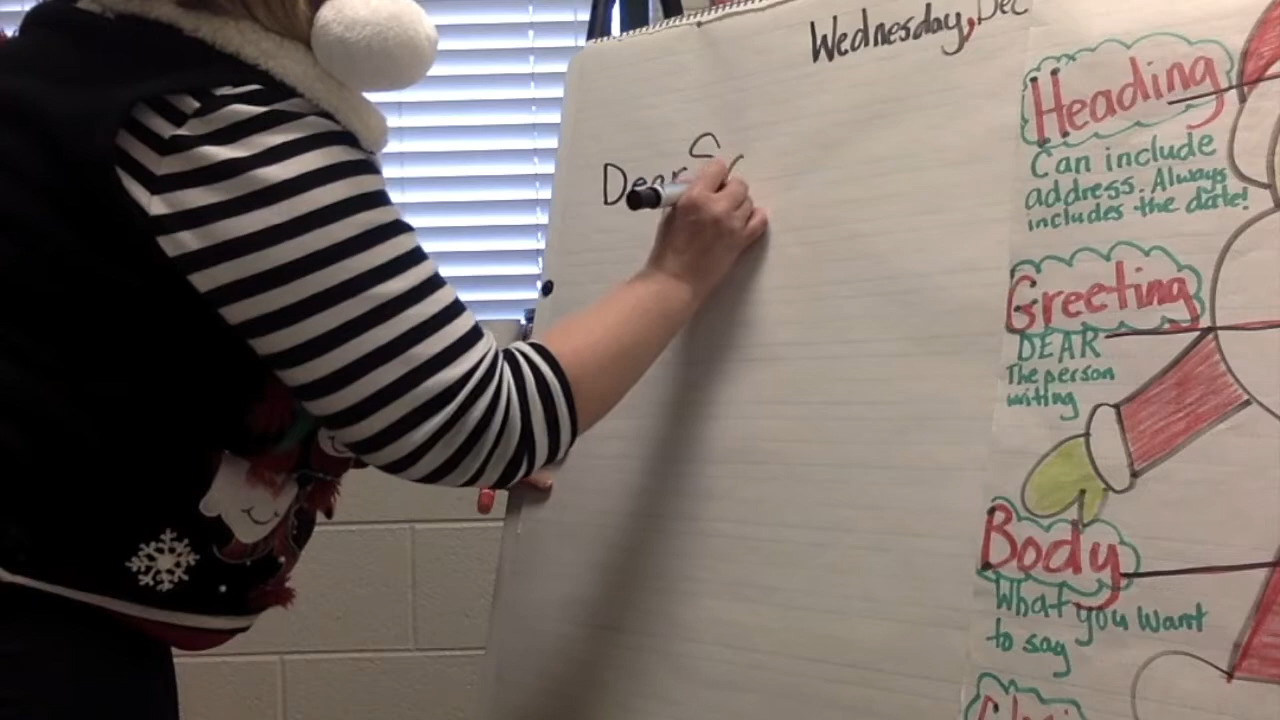 Wednesday, Dec
Dear
Heading
Can include
address. Always
includes the date!
Greeting
DEAR
The person
writing
Body
What you want
to say